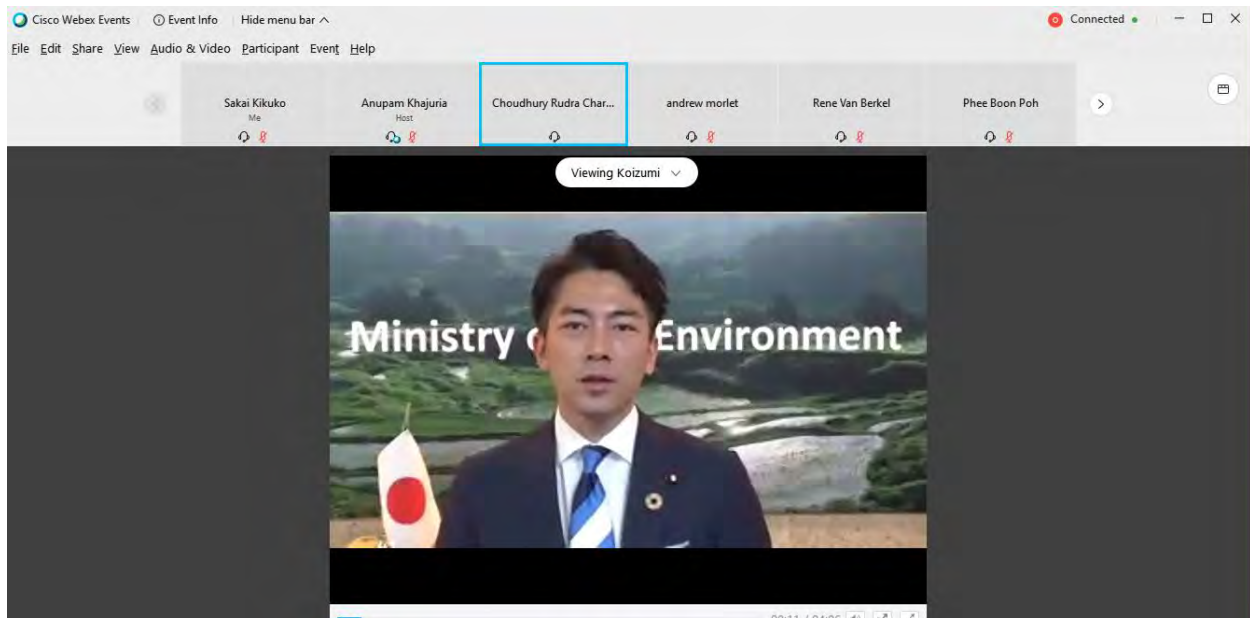 Cisco Webex Events Event Info Hide menu bar Connected
File Edit Share View Audio & Video Participant Event Help
Sakai Kikuko Anupam Khajuria Choudhury Rudra Char... andrew morlet Rene Van Berkel Phee Boon Poh
Me Host
Viewing Koizumi
Ministry Environment